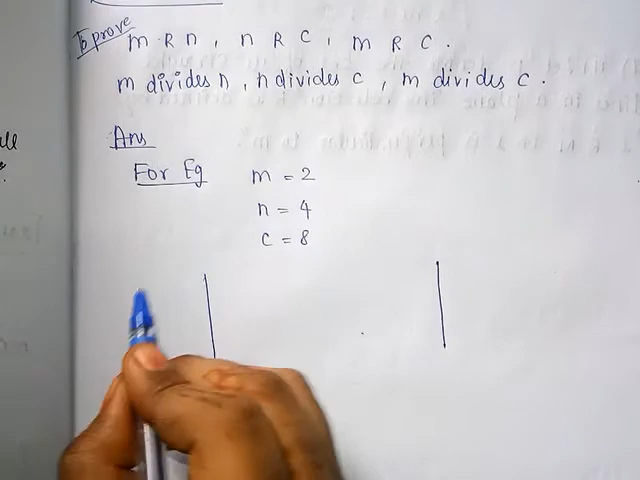 To prove m R n , n R C , m R C .
m divides n , n divides c , m divides c .
Ans
For Eg m = 2
n = 4
c = 8